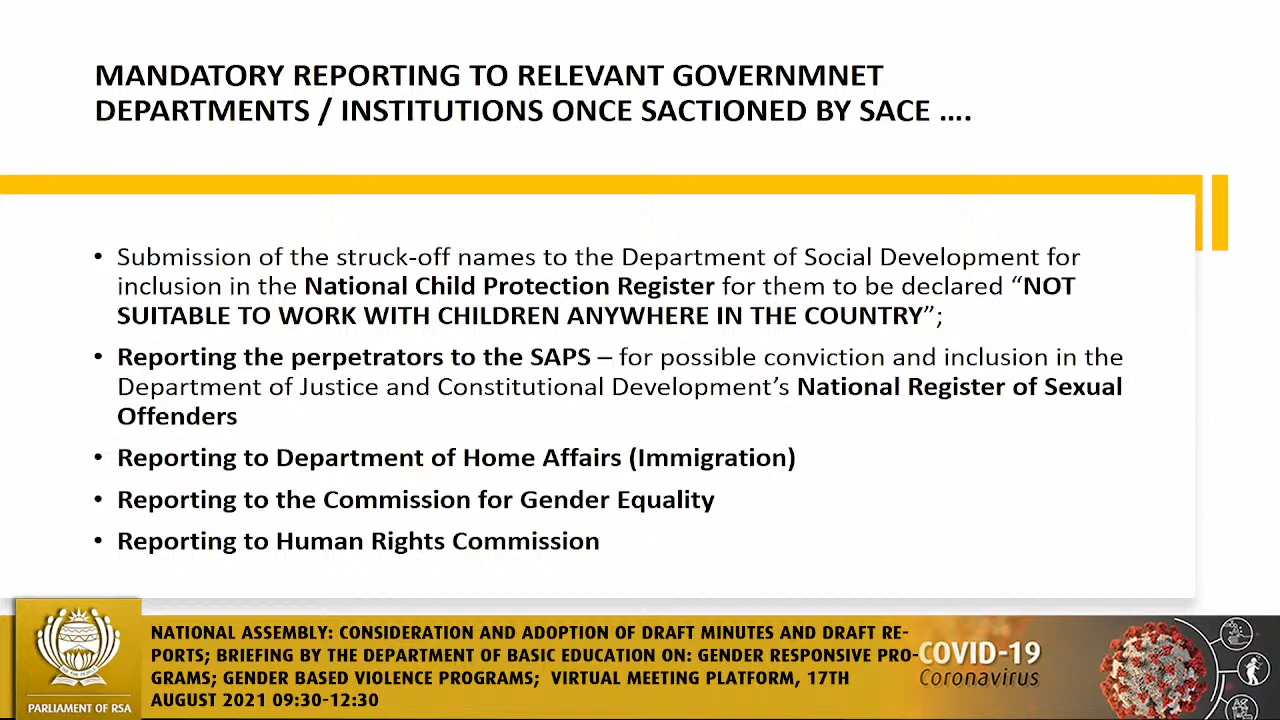 MANDATORY REPORTING TO RELEVANT GOVERNMNET
DEPARTMENTS / INSTITUTIONS ONCE SACTIONED BY SACE ….
• Submission of the struck-off names to the Department of Social Development for
inclusion in the National Child Protection Register for them to be declared “NOT
SUITABLE TO WORK WITH CHILDREN ANYWHERE IN THE COUNTRY”;
• Reporting the perpetrators to the SAPS – for possible conviction and inclusion in the
Department of Justice and Constitutional Development’s National Register of Sexual
Offenders
• Reporting to Department of Home Affairs (Immigration)
• Reporting to the Commission for Gender Equality
• Reporting to Human Rights Commission
NATIONAL ASSEMBLY: CONSIDERATION AND ADOPTION OF DRAFT MINUTES AND DRAFT RE-
PORTS; BRIEFING BY THE DEPARTMENT OF BASIC EDUCATION ON: GENDER RESPONSIVE PRO-
GRAMS; GENDER BASED VIOLENCE PROGRAMS; VIRTUAL MEETING PLATFORM, 17TH
AUGUST 2021 09:30-12:30
PARLIAMENT OF RSA
COVID-19
Coronavirus